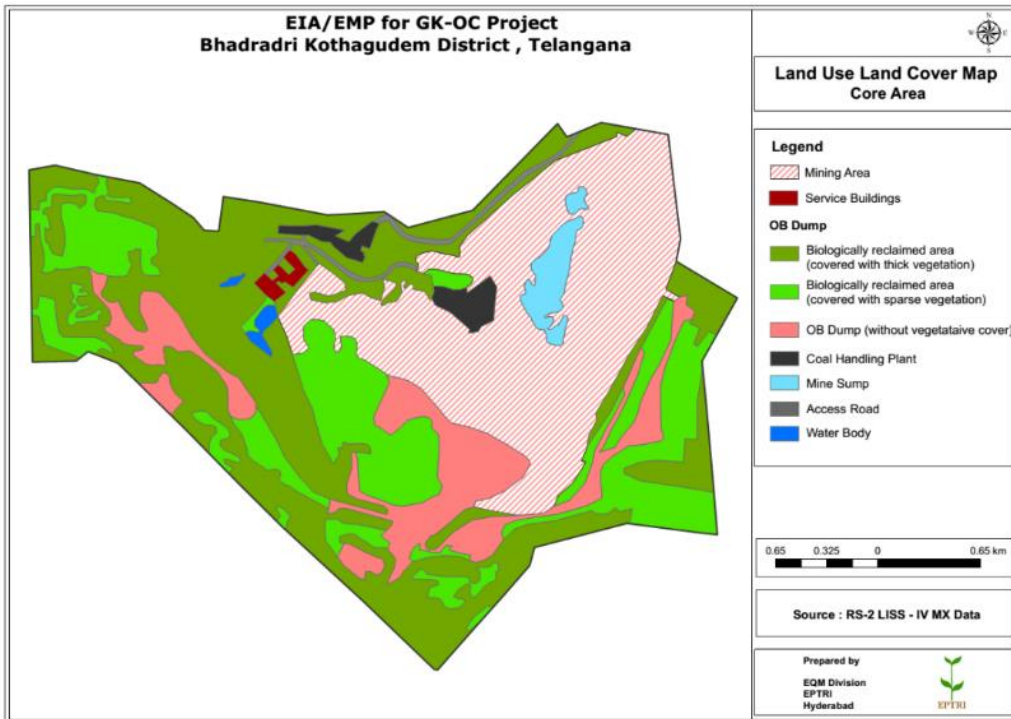 EIA/EMP for GK-OC Project
Bhadradri Kothagudem District , Telangana
N
W
E
S
Land Use Land Cover Map
Core Area
Legend
Mining Area
Service Buildings
OB Dump
Biologically reclaimed area
(covered with thick vegetation)
Biologically reclaimed area
(covered with sparse vegetation)
OB Dump (without vegetataive cover)
Coal Handling Plant
Mine Sump
Access Road
Water Body
0.65 0.325 0 0.65 km
Source : RS-2 LISS - IV MX Data
Prepared by
EQM Division
EPTRI
Hyderabad
EPTRI